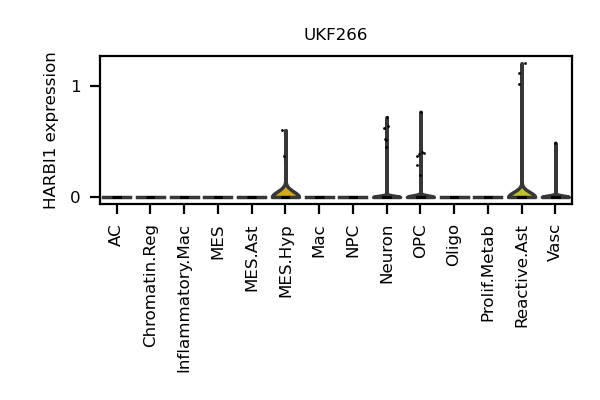 UKF266
HARBI1 expression
1
0
AC
Chromatin.Reg
Inflammatory.Mac
MES
MES.Ast
MES.Hyp
Mac
NPC
Neuron
OPC
Oligo
Prolif.Metab
Reactive.Ast
Vasc